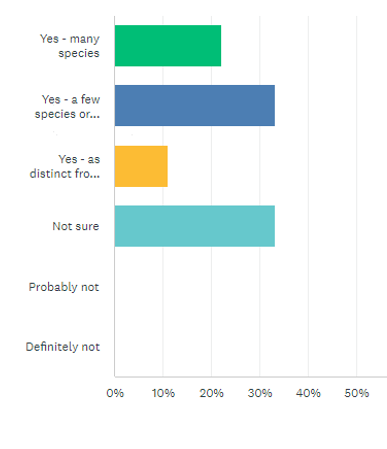 Yes - many
species
Yes - a few
species or...
Yes - as
distinct fro...
Not sure
Probably not
Definitely not
0% 10% 20% 30% 40% 50%